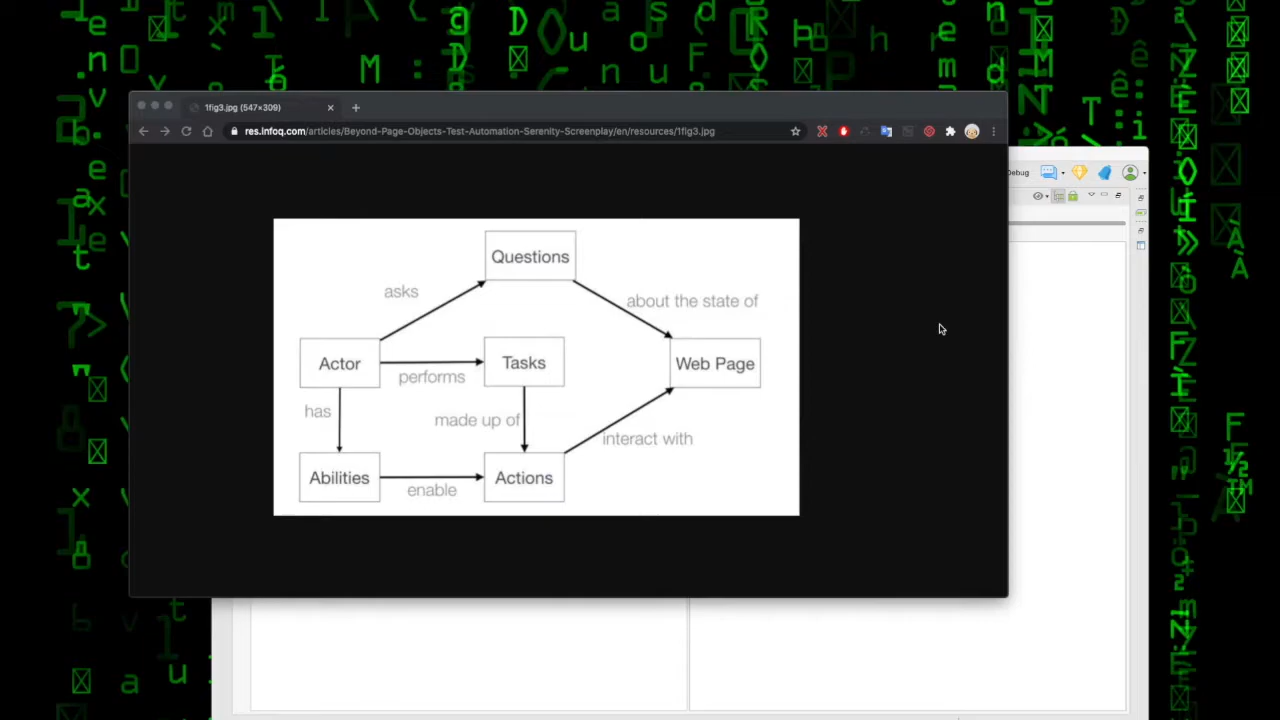 1fig3.jpg (547×309)
res.infoq.com/articles/Beyond-Page-Objects-Test-Automation-Serenity-Screenplay/en/resources/1fig3.jpg
Debug
Questions
asks
about the state of
Actor
performs
Tasks
Web Page
has
made up of
interact with
Abilities
enable
Actions